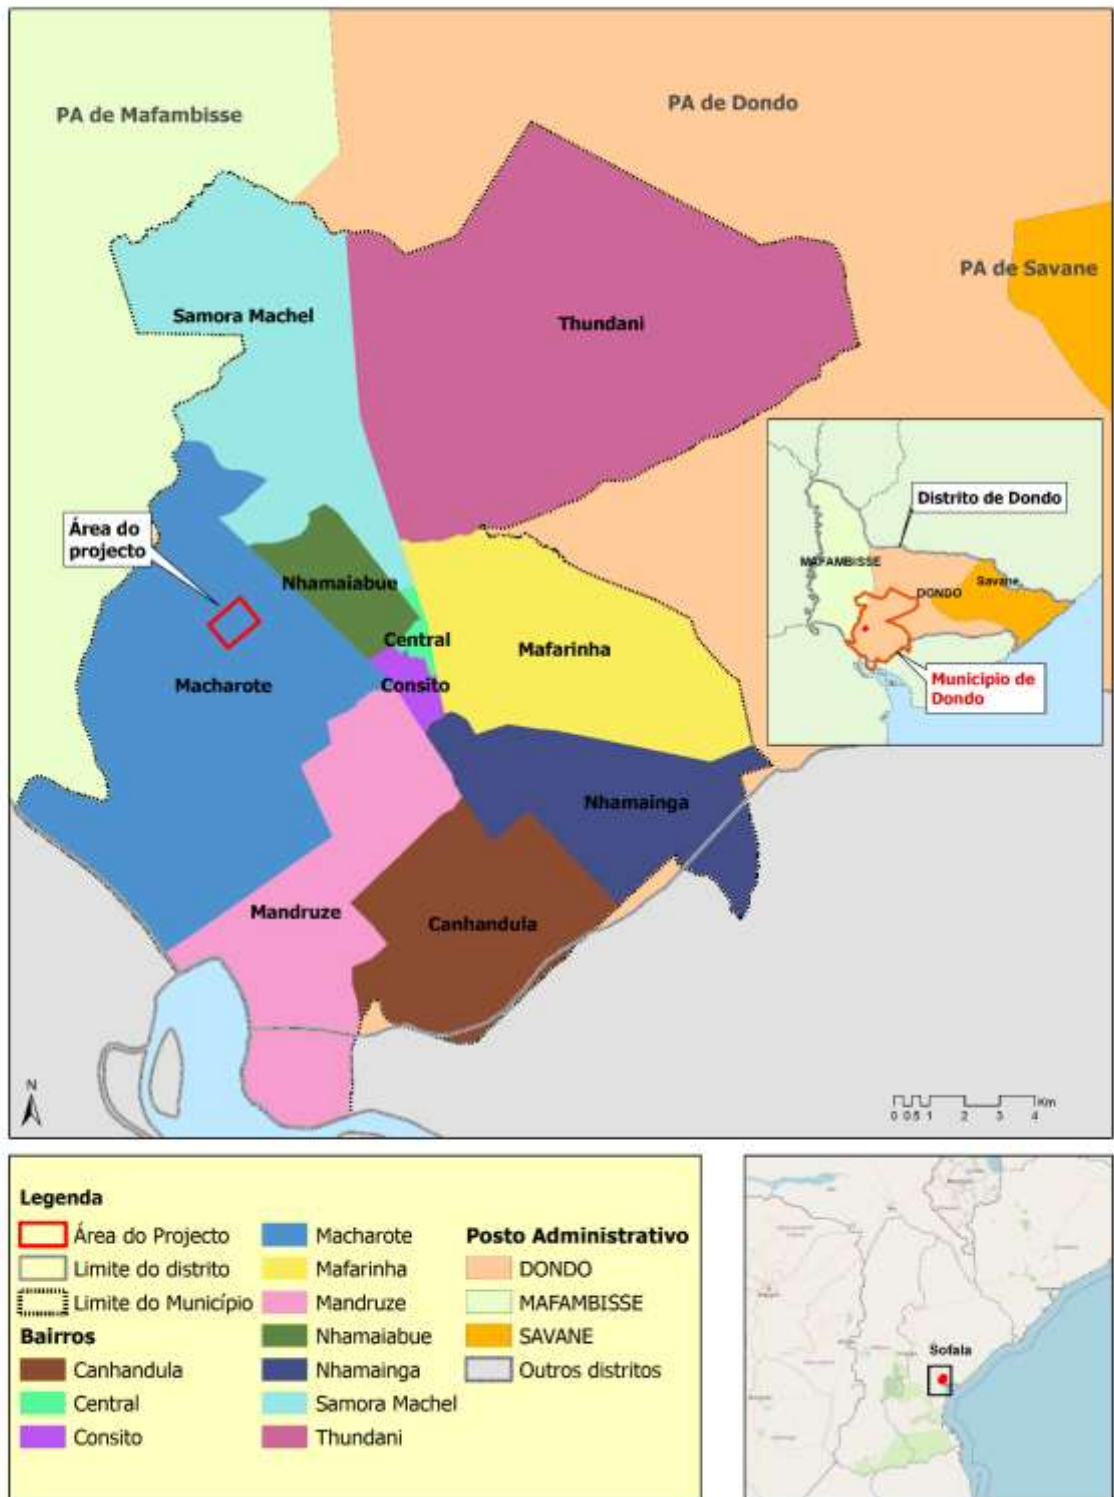 PA de Mafambisse
PA de Dondo
PA de Savane
Samora Machel
Thundani
Área do
projecto
Nhamaiabue
Central
Mafarinha
Macharote
Consito
Nhamainga
Mandruze
Canhandula
Distrito de Dondo
MAFAMBISSE
Savane
DONDO
Município de
Dondo
N
Km
0 0.5 1 2 3 4
Legenda
Área do Projecto
Limite do distrito
Limite do Município
Bairros
Canhandula
Central
Consito
Macharote
Mafarinha
Mandruze
Nhamaiabue
Nhamainga
Samora Machel
Thundani
Posto Administrativo
DONDO
MAFAMBISSE
SAVANE
Outros distritos
Sofala